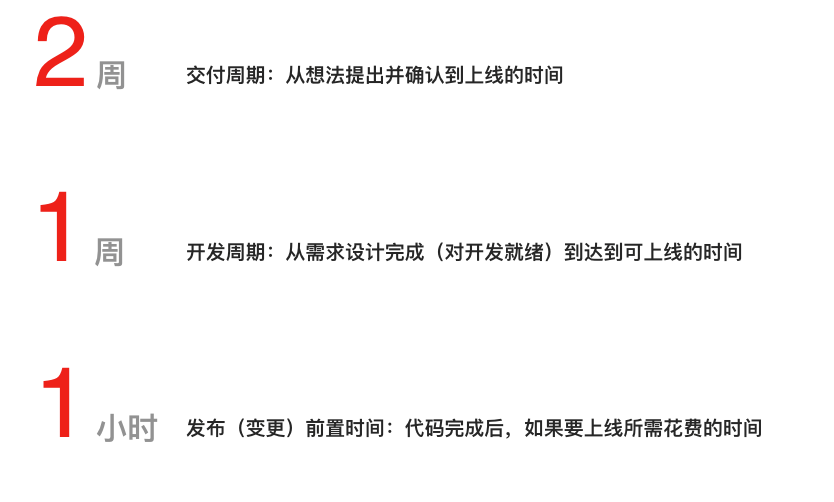 2周 交付周期：从想法提出并确认到上线的时间
1周 开发周期：从需求设计完成（对开发就绪）到达到可上线的时间
1小时 发布（变更）前置时间：代码完成后，如果要上线所需花费的时间